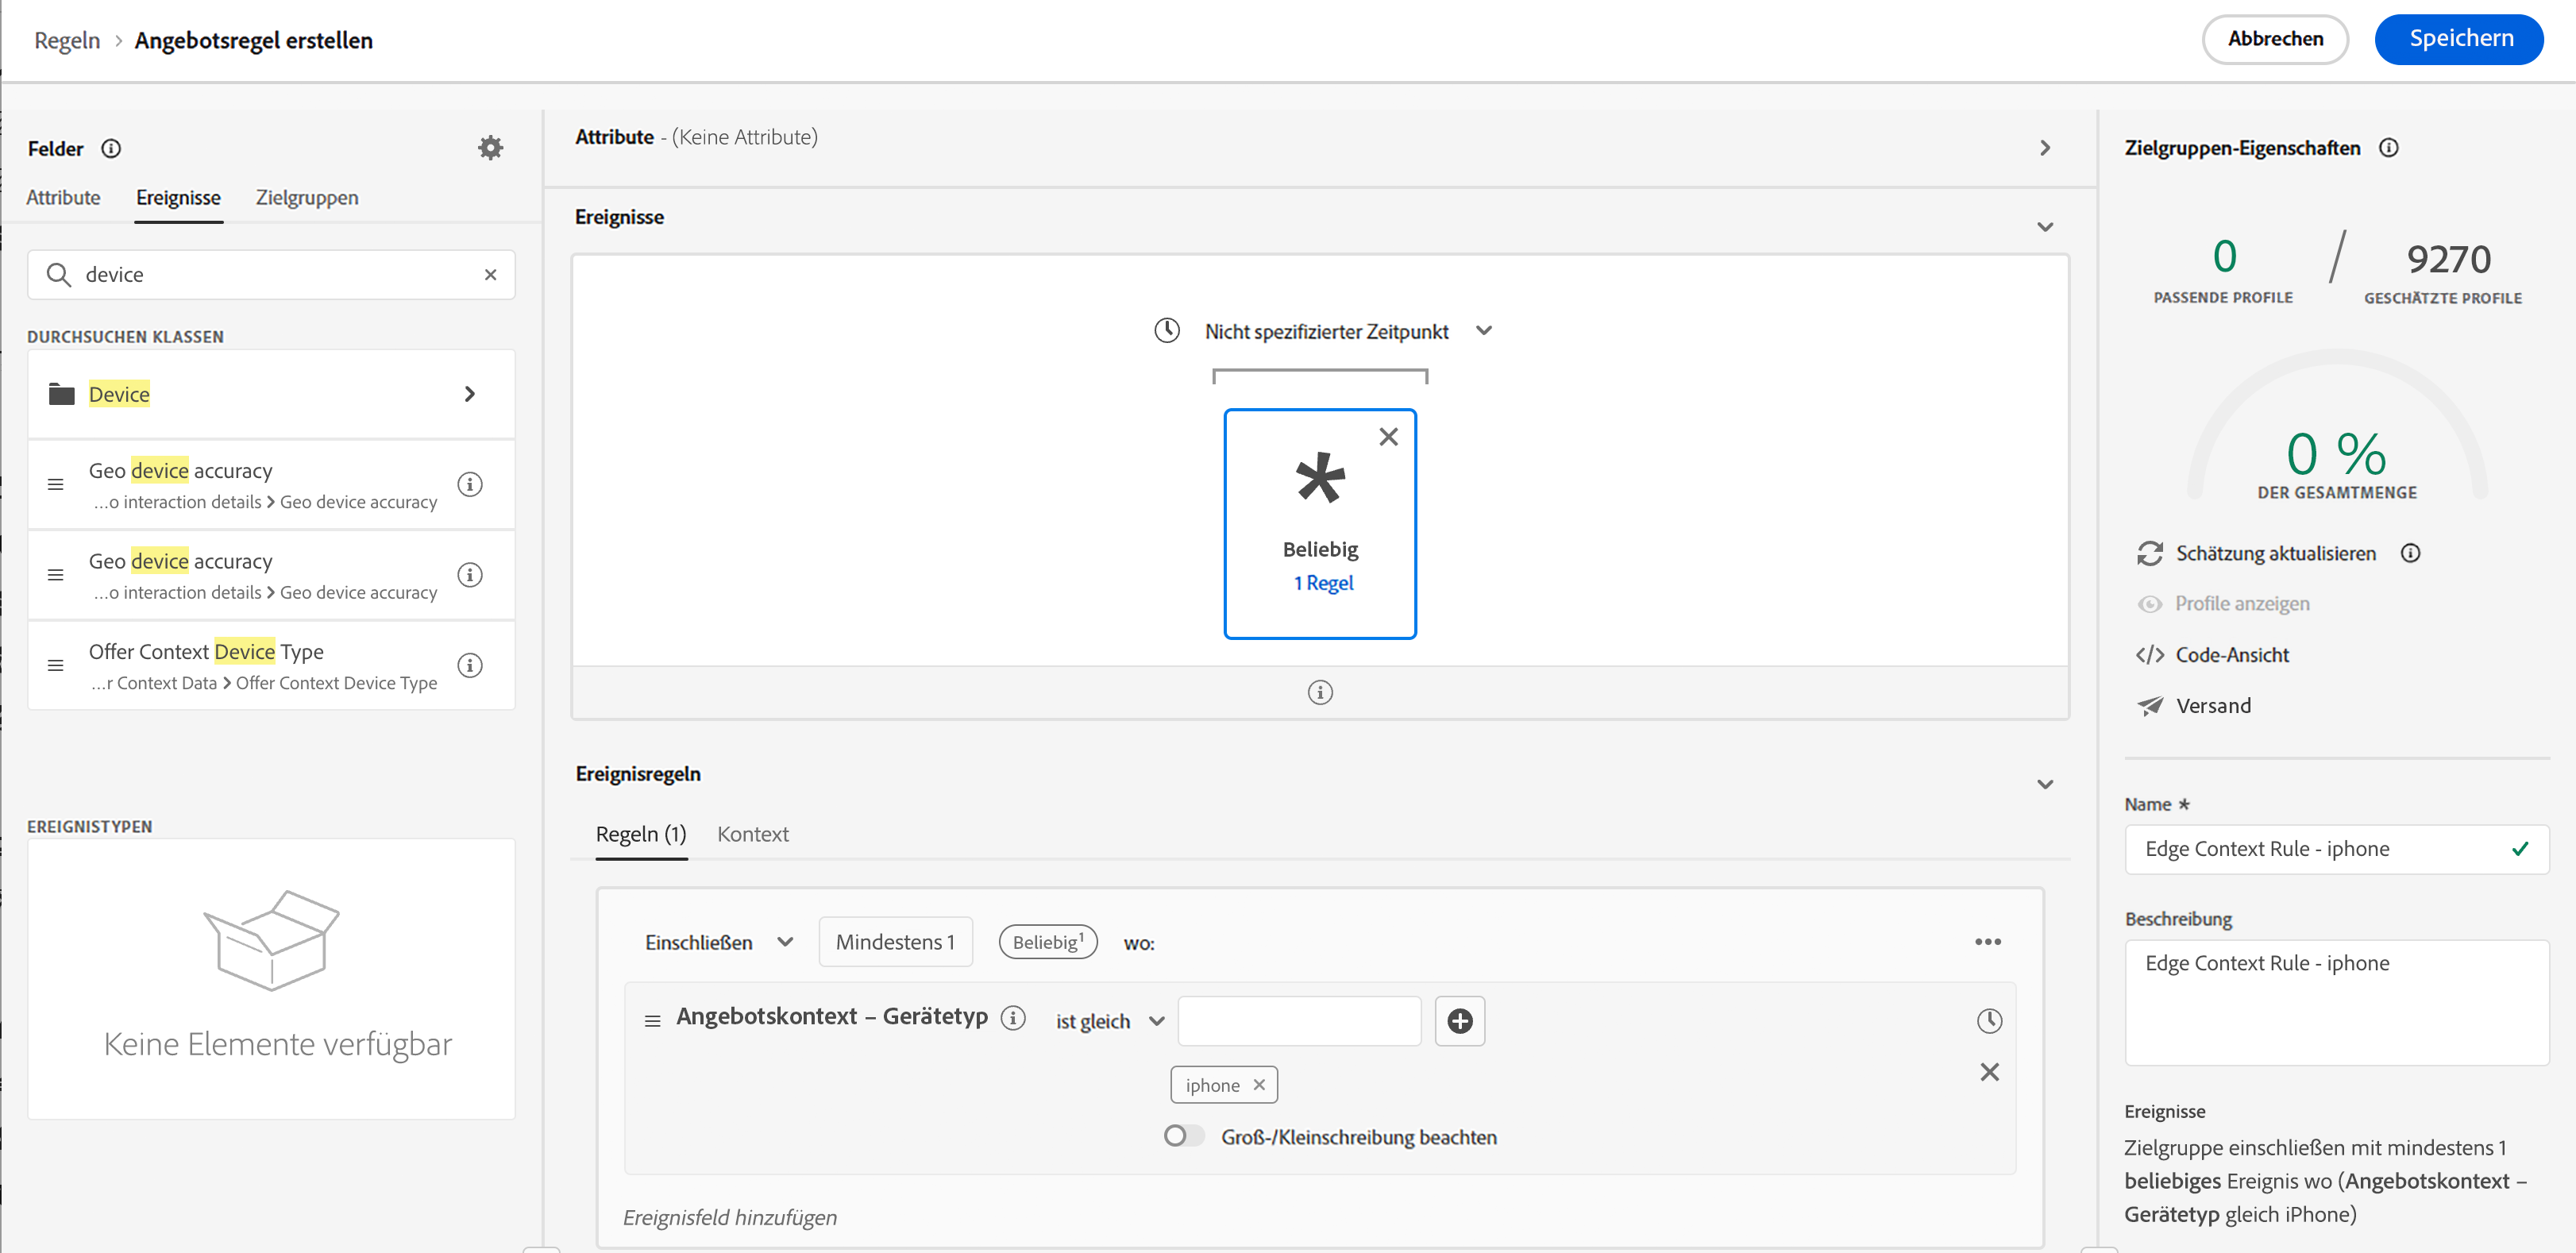 Regeln > Angebotsregel erstellen
Abbrechen
Speichern
Felder
Attribute
Ereignisse
Zielgruppen
device
DURCHSUCHEN KLASSEN
Device
Geo device accuracy
...o interaction details > Geo device accuracy
Geo device accuracy
...o interaction details > Geo device accuracy
Offer Context Device Type
...r Context Data > Offer Context Device Type
EREIGNISTYPEN
Keine Elemente verfügbar
Attribute - (Keine Attribute)
Ereignisse
Nicht spezifizierter Zeitpunkt
Beliebig
1 Regel
Ereignisregeln
Regeln (1)
Kontext
Einschließen
Mindestens 1
Beliebig¹
wo:
Angebotskontext – Gerätetyp
ist gleich
iphone
Groß-/Kleinschreibung beachten
Ereignisfeld hinzufügen
Zielgruppen-Eigenschaften
0 / 9270
PASSENDE PROFILE
GESCHÄTZTE PROFILE
0 %
DER GESAMTMENGE
Schätzung aktualisieren
Profile anzeigen
</> Code-Ansicht
Versand
Name *
Edge Context Rule - iphone
Beschreibung
Edge Context Rule - iphone
Ereignisse
Zielgruppe einschließen mit mindestens 1
beliebiges Ereignis wo (Angebotskontext –
Gerätetyp gleich iPhone)